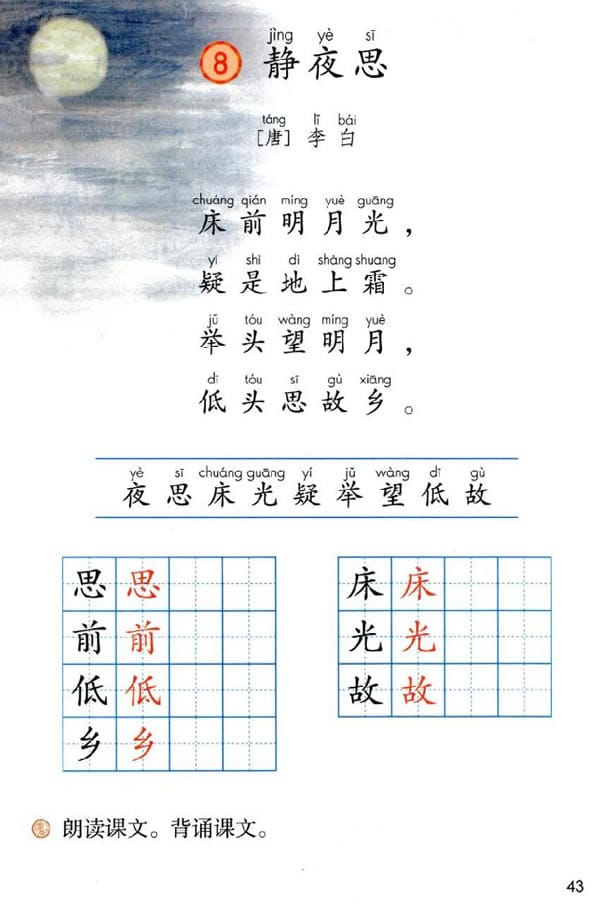 jìng yè sī
8 静夜思
táng lǐ bái
[唐] 李白
chuáng qián míng yuè guāng
床前明月光，
yí shì dì shàng shuang
疑是地上霜。
jǔ tóu wàng míng yuè
举头望明月，
dī tóu sī gù xiāng
低头思故乡。
yè sī chuáng guāng yí jǔ wàng dī gù
夜思床光疑举望低故
思思
前前
低低
乡乡
床床
光光
故故
朗读课文。背诵课文。
43